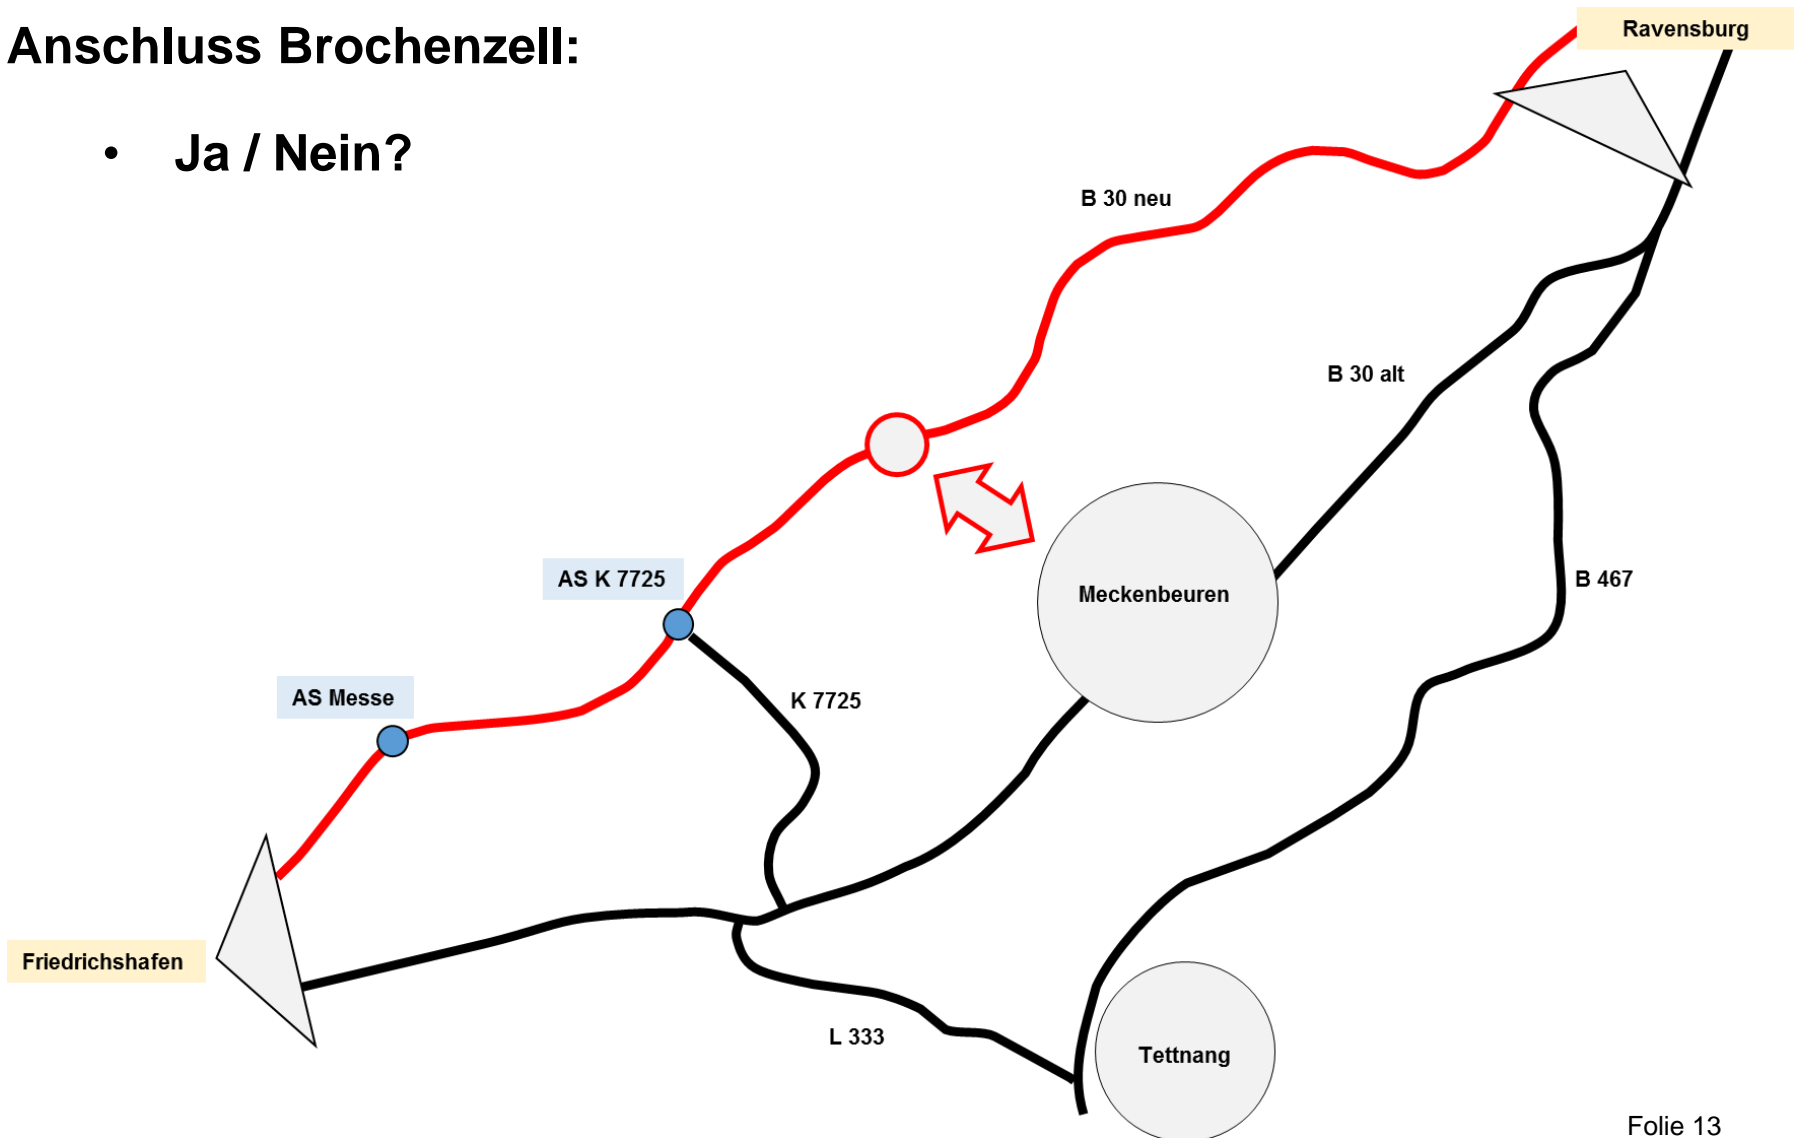 Anschluss Brochenzell:
• Ja / Nein?
Ravensburg
B 30 neu
B 30 alt
AS K 7725
B 467
Meckenbeuren
AS Messe
K 7725
Friedrichshafen
L 333
Tettnang
Folie 13